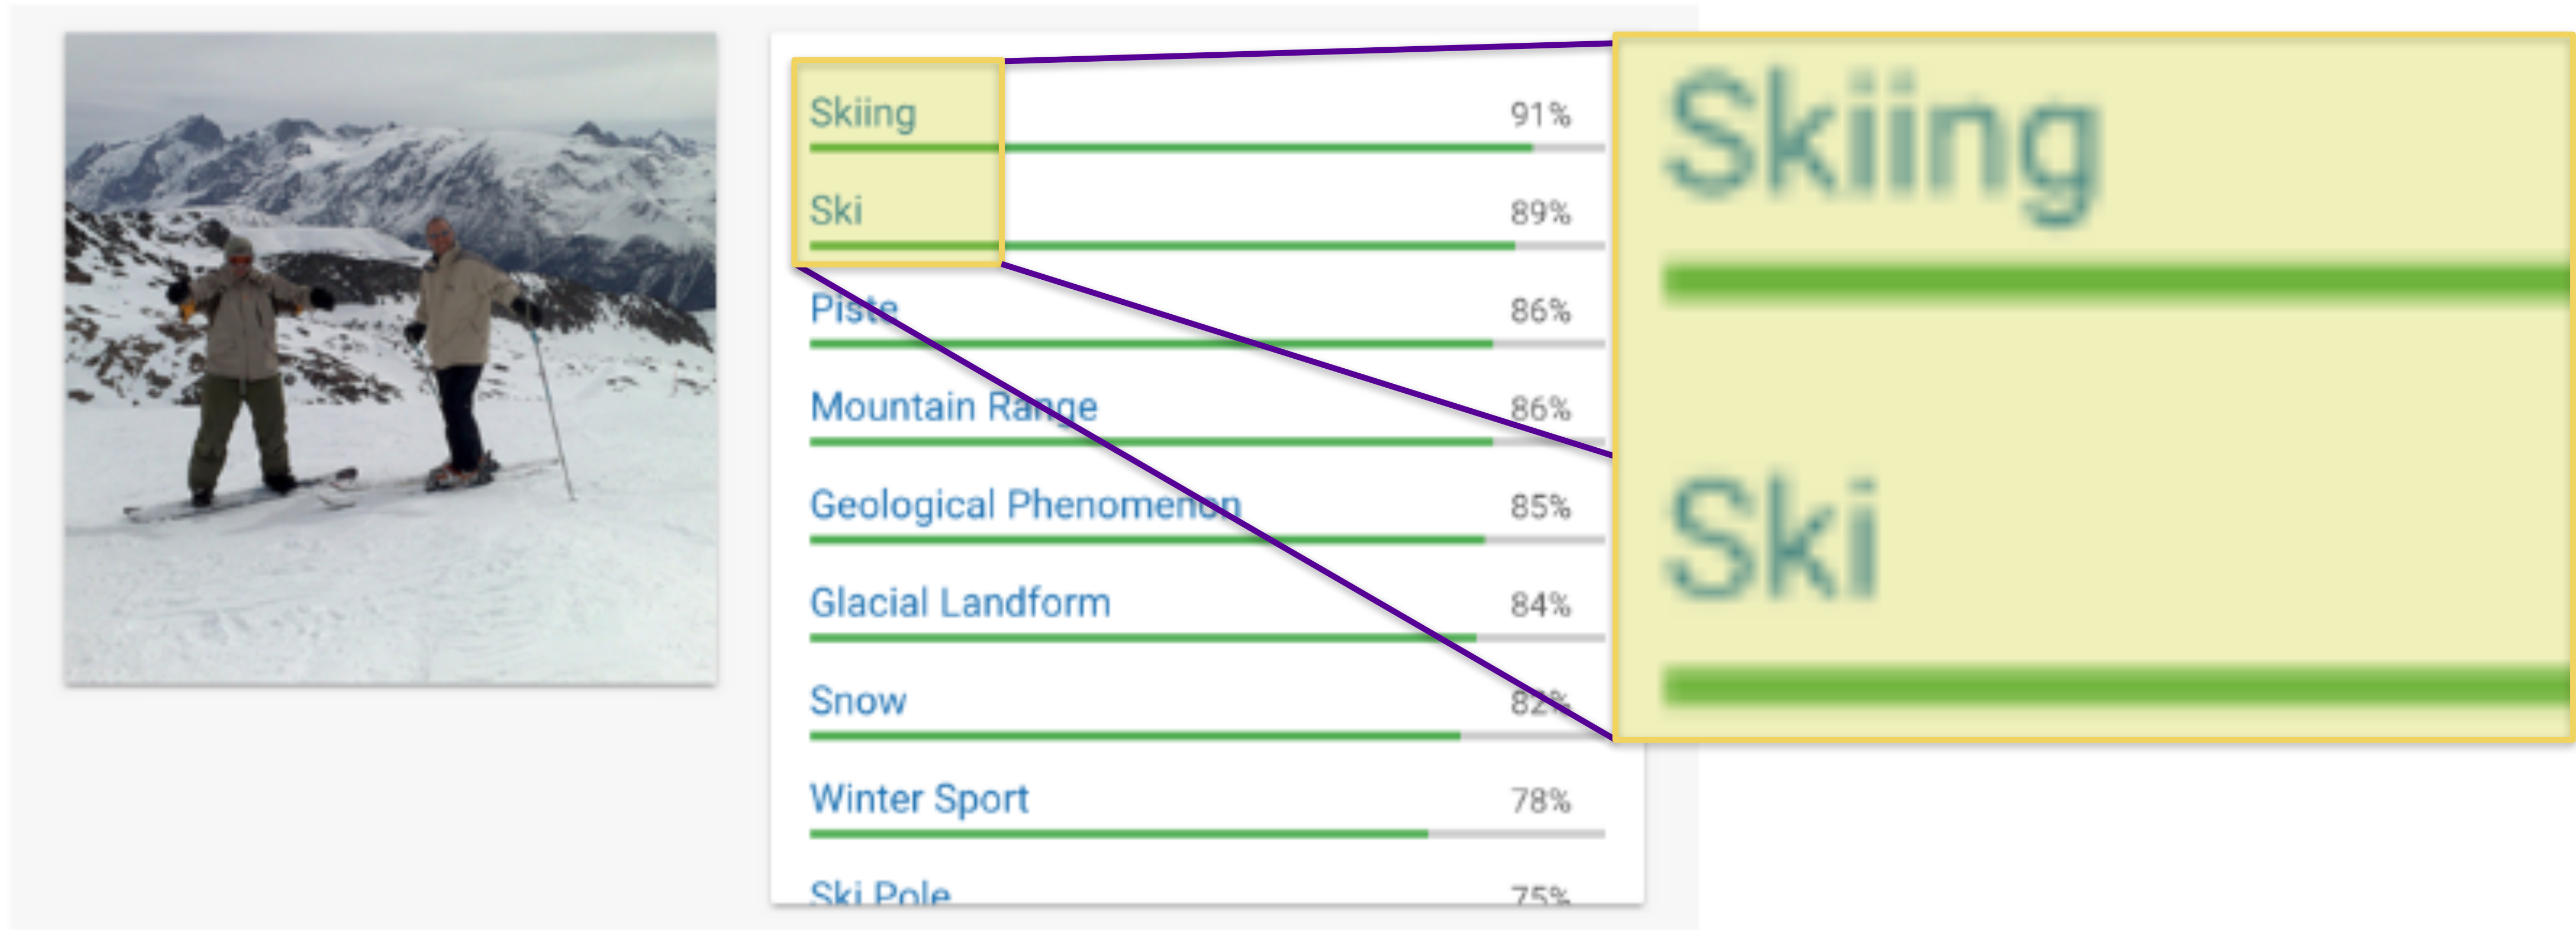 Skiing 91%
Ski 89%
Piste 86%
Mountain Range 86%
Geological Phenomenon 85%
Glacial Landform 84%
Snow 82%
Winter Sport 78%
Ski Pole 75%
Skiing
Ski